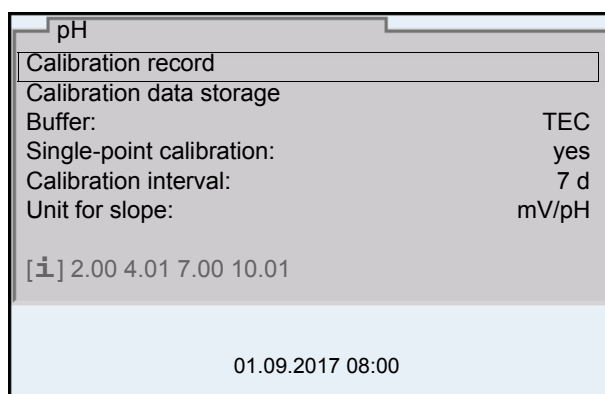 pH
Calibration record
Calibration data storage
Buffer: TEC
Single-point calibration: yes
Calibration interval: 7 d
Unit for slope: mV/pH
[i] 2.00 4.01 7.00 10.01
01.09.2017 08:00